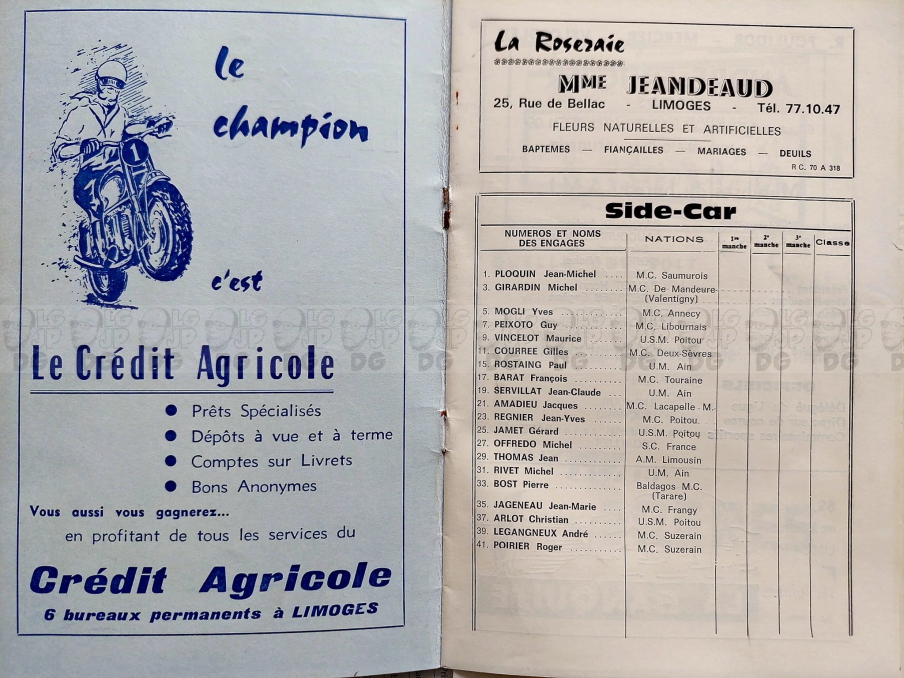 le
champion
1
c'est
Le Crédit Agricole
● Prêts Spécialisés
● Dépôts à vue et à terme
● Comptes sur Livrets
● Bons Anonymes
Vous aussi vous gagnerez...
en profitant de tous les services du
Crédit Agricole
6 bureaux permanents à LIMOGES
La Roseraie
MME JEANDEAUD
25, Rue de Bellac - LIMOGES - Tél. 77.10.47
FLEURS NATURELLES ET ARTIFICIELLES
BAPTEMES — FIANÇAILLES — MARIAGES — DEUILS
R C. 70 A 318
Side-Car
NUMEROS ET NOMS DES ENGAGES NATIONS 1re manche 2e manche 3e manche Classe
1. PLOQUIN Jean-Michel .... M.C. Saumurois
3. GIRARDIN Michel ........ M.C. De Mandeure
(Valentigny)
5. MOGLI Yves ............ M.C. Annecy
7. PEIXOTO Guy ........... M.C. Libournais
9. VINCELOT Maurice ...... U.S.M. Poitou
11. COURREE Gilles ........ M.C. Deux-Sèvres
15. ROSTAING Paul ......... U.M. Ain
17. BARAT François ........ M.C. Touraine
19. SERVILLAT Jean-Claude ... U.M. Ain
21. AMADIEU Jacques ....... M.C. Lacapelle - M.
23. REGNIER Jean-Yves ..... M.C. Poitou
25. JAMET Gérard .......... U.S.M. Poitou
27. OFFREDO Michel ........ S.C. France
29. THOMAS Jean ........... A.M. Limousin
31. RIVET Michel .......... U.M. Ain
33. BOST Pierre ........... Baldagos M.C.
(Tarare)
35. JAGENEAU Jean-Marie .... M.C. Frangy
37. ARLOT Christian ....... U.S.M. Poitou
39. LEGANGNEUX André ...... M.C. Suzerain
41. POIRIER Roger ......... M.C. Suzerain